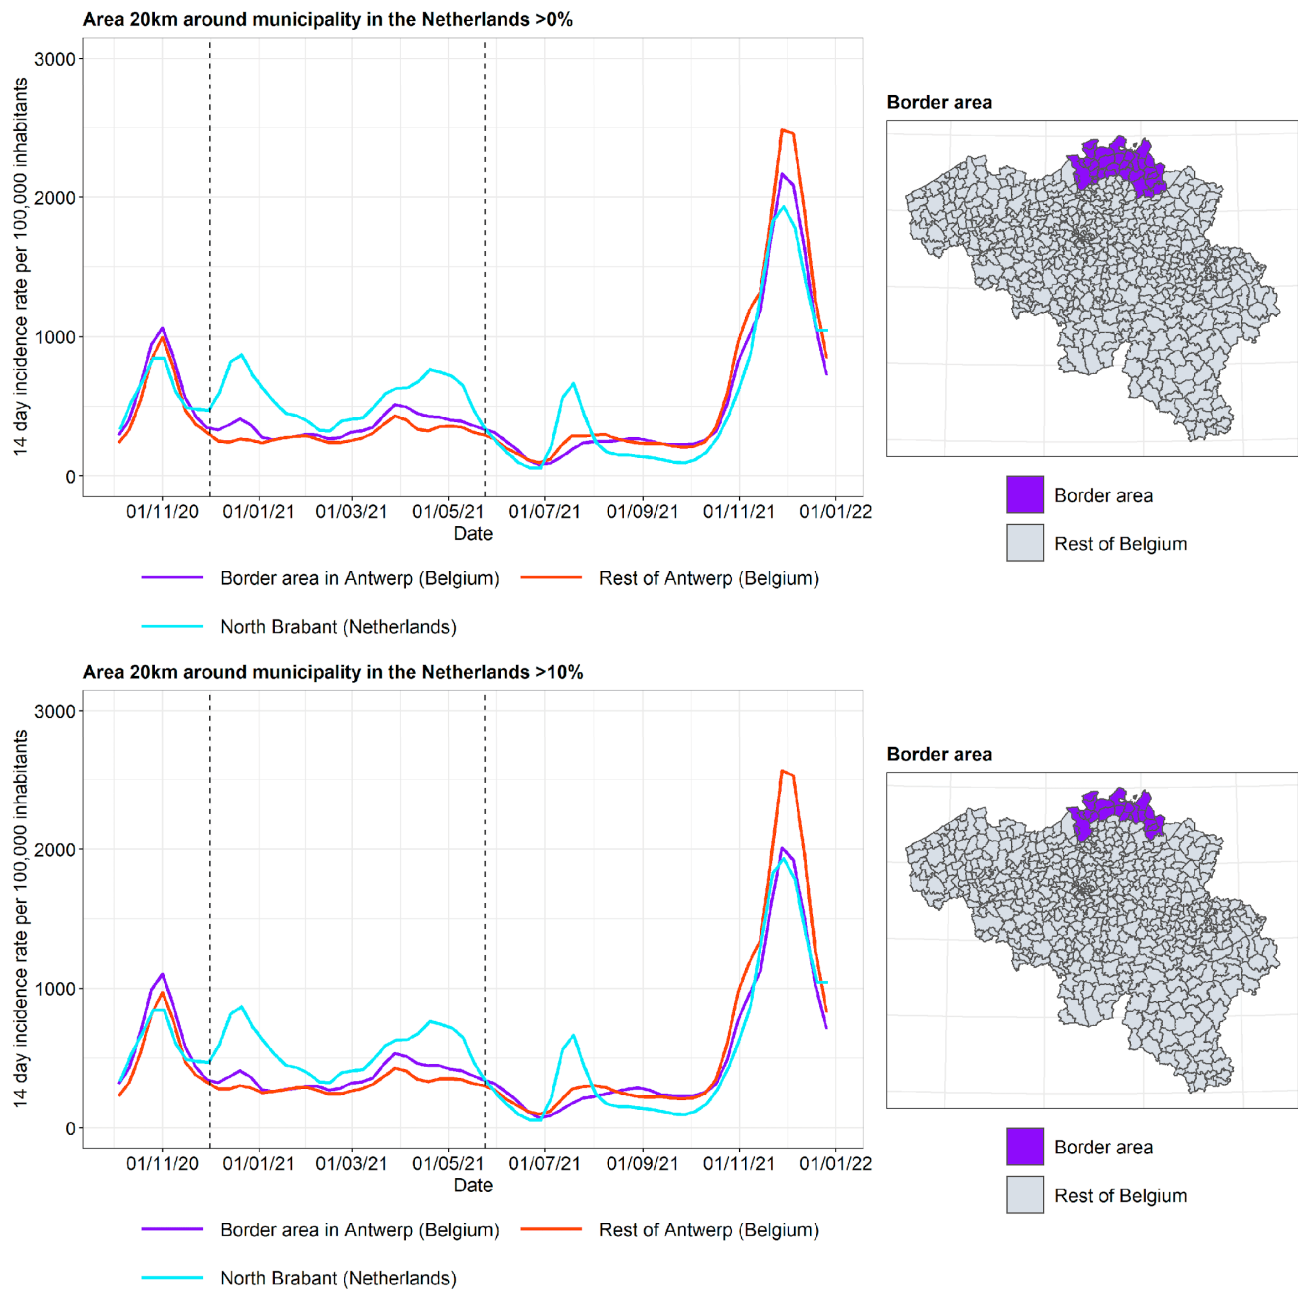 Area 20km around municipality in the Netherlands >0%
14 day incidence rate per 100,000 inhabitants
3000
2000
1000
0
01/11/20 01/01/21 01/03/21 01/05/21 01/07/21 01/09/21 01/11/21 01/01/22
Date
Border area in Antwerp (Belgium) Rest of Antwerp (Belgium)
North Brabant (Netherlands)
Border area
Border area
Rest of Belgium
Area 20km around municipality in the Netherlands >10%
14 day incidence rate per 100,000 inhabitants
3000
2000
1000
0
01/11/20 01/01/21 01/03/21 01/05/21 01/07/21 01/09/21 01/11/21 01/01/22
Date
Border area in Antwerp (Belgium) Rest of Antwerp (Belgium)
North Brabant (Netherlands)
Border area
Border area
Rest of Belgium